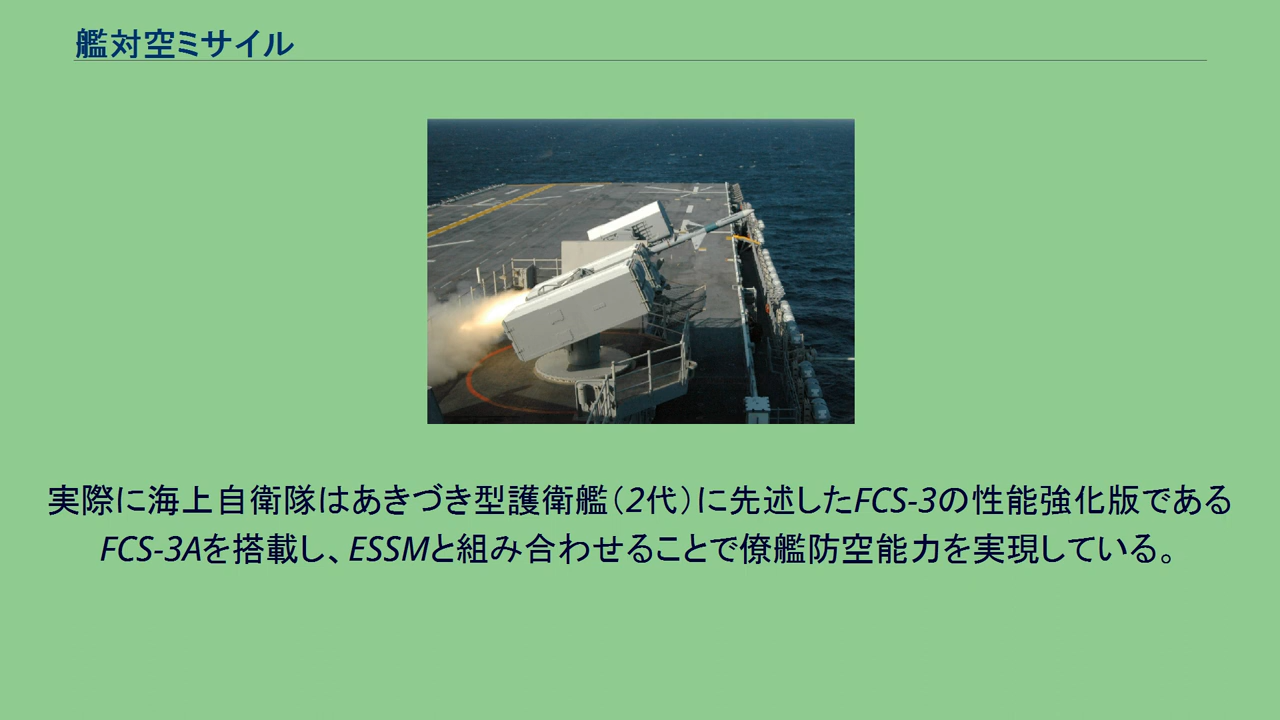 艦対空ミサイル
実際に海上自衛隊はあきづき型護衛艦（2代）に先述したFCS-3の性能強化版である
FCS-3Aを搭載し、ESSMと組み合わせることで僚艦防空能力を実現している。